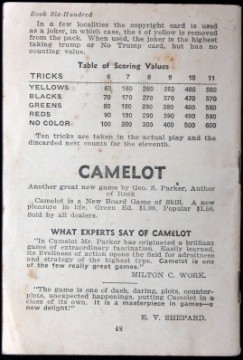 Rook Six-Hundred
In a few localities the copyright card is used
as a joker, in which case, the 4 of yellow is removed
from the pack. When used, the joker is the highest
taking trump or No Trump card, but has no
counting value.
Table of Scoring Values
TRICKS 6 7 8 9 10 11
YELLOWS 60 160 260 360 460 560
BLACKS 70 170 270 370 470 570
GREENS 80 180 280 380 480 580
REDS 90 190 290 390 490 590
NO COLOR 100 200 300 400 500 600
Ten tricks are taken in the actual play and the
discarded nest counts for the eleventh.
CAMELOT
Another great new game by Geo. S. Parker, Author
of Rook
Camelot is a New Board Game of Skill. A new
pleasure in life. Green Ed. $1.00. Popular $1.50.
Sold by all dealers.
WHAT EXPERTS SAY OF CAMELOT
"In Camelot Mr. Parker has originated a brilliant
game of extraordinary fascination. Easily learned,
its liveliness of action opens the field for adroitness
and strategy of the highest type. Camelot is one
of the few really great games."
MILTON C. WORK.
"The game is one of dash, daring, plots, counter-
plots, unexpected happenings, putting Camelot in a
class of its own. It is a masterpiece in games—a
new delight!"
E. V. SHEPARD.
48